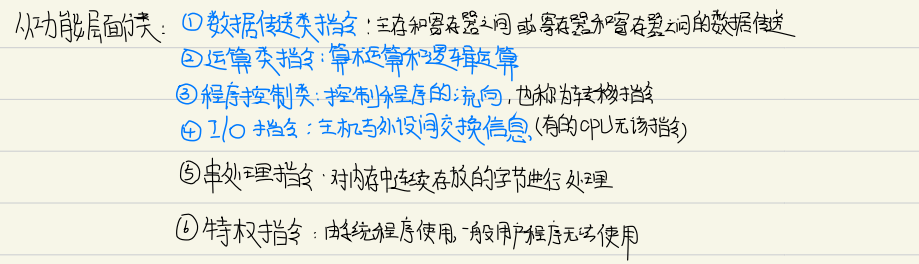 从功能层面分类：①数据传送类指令：主存和寄存器之间 或 寄存器和寄存器之间的数据传送
②运算类指令：算术运算和逻辑运算
③程序控制类：控制程序的流向，也称为转移指令
④I/O指令：主机与外设间交换信息，(有的CPU无该指令)
⑤串处理指令：对内存中连续存放的字节进行处理
⑥特权指令：由系统程序使用，一般用户程序无法使用